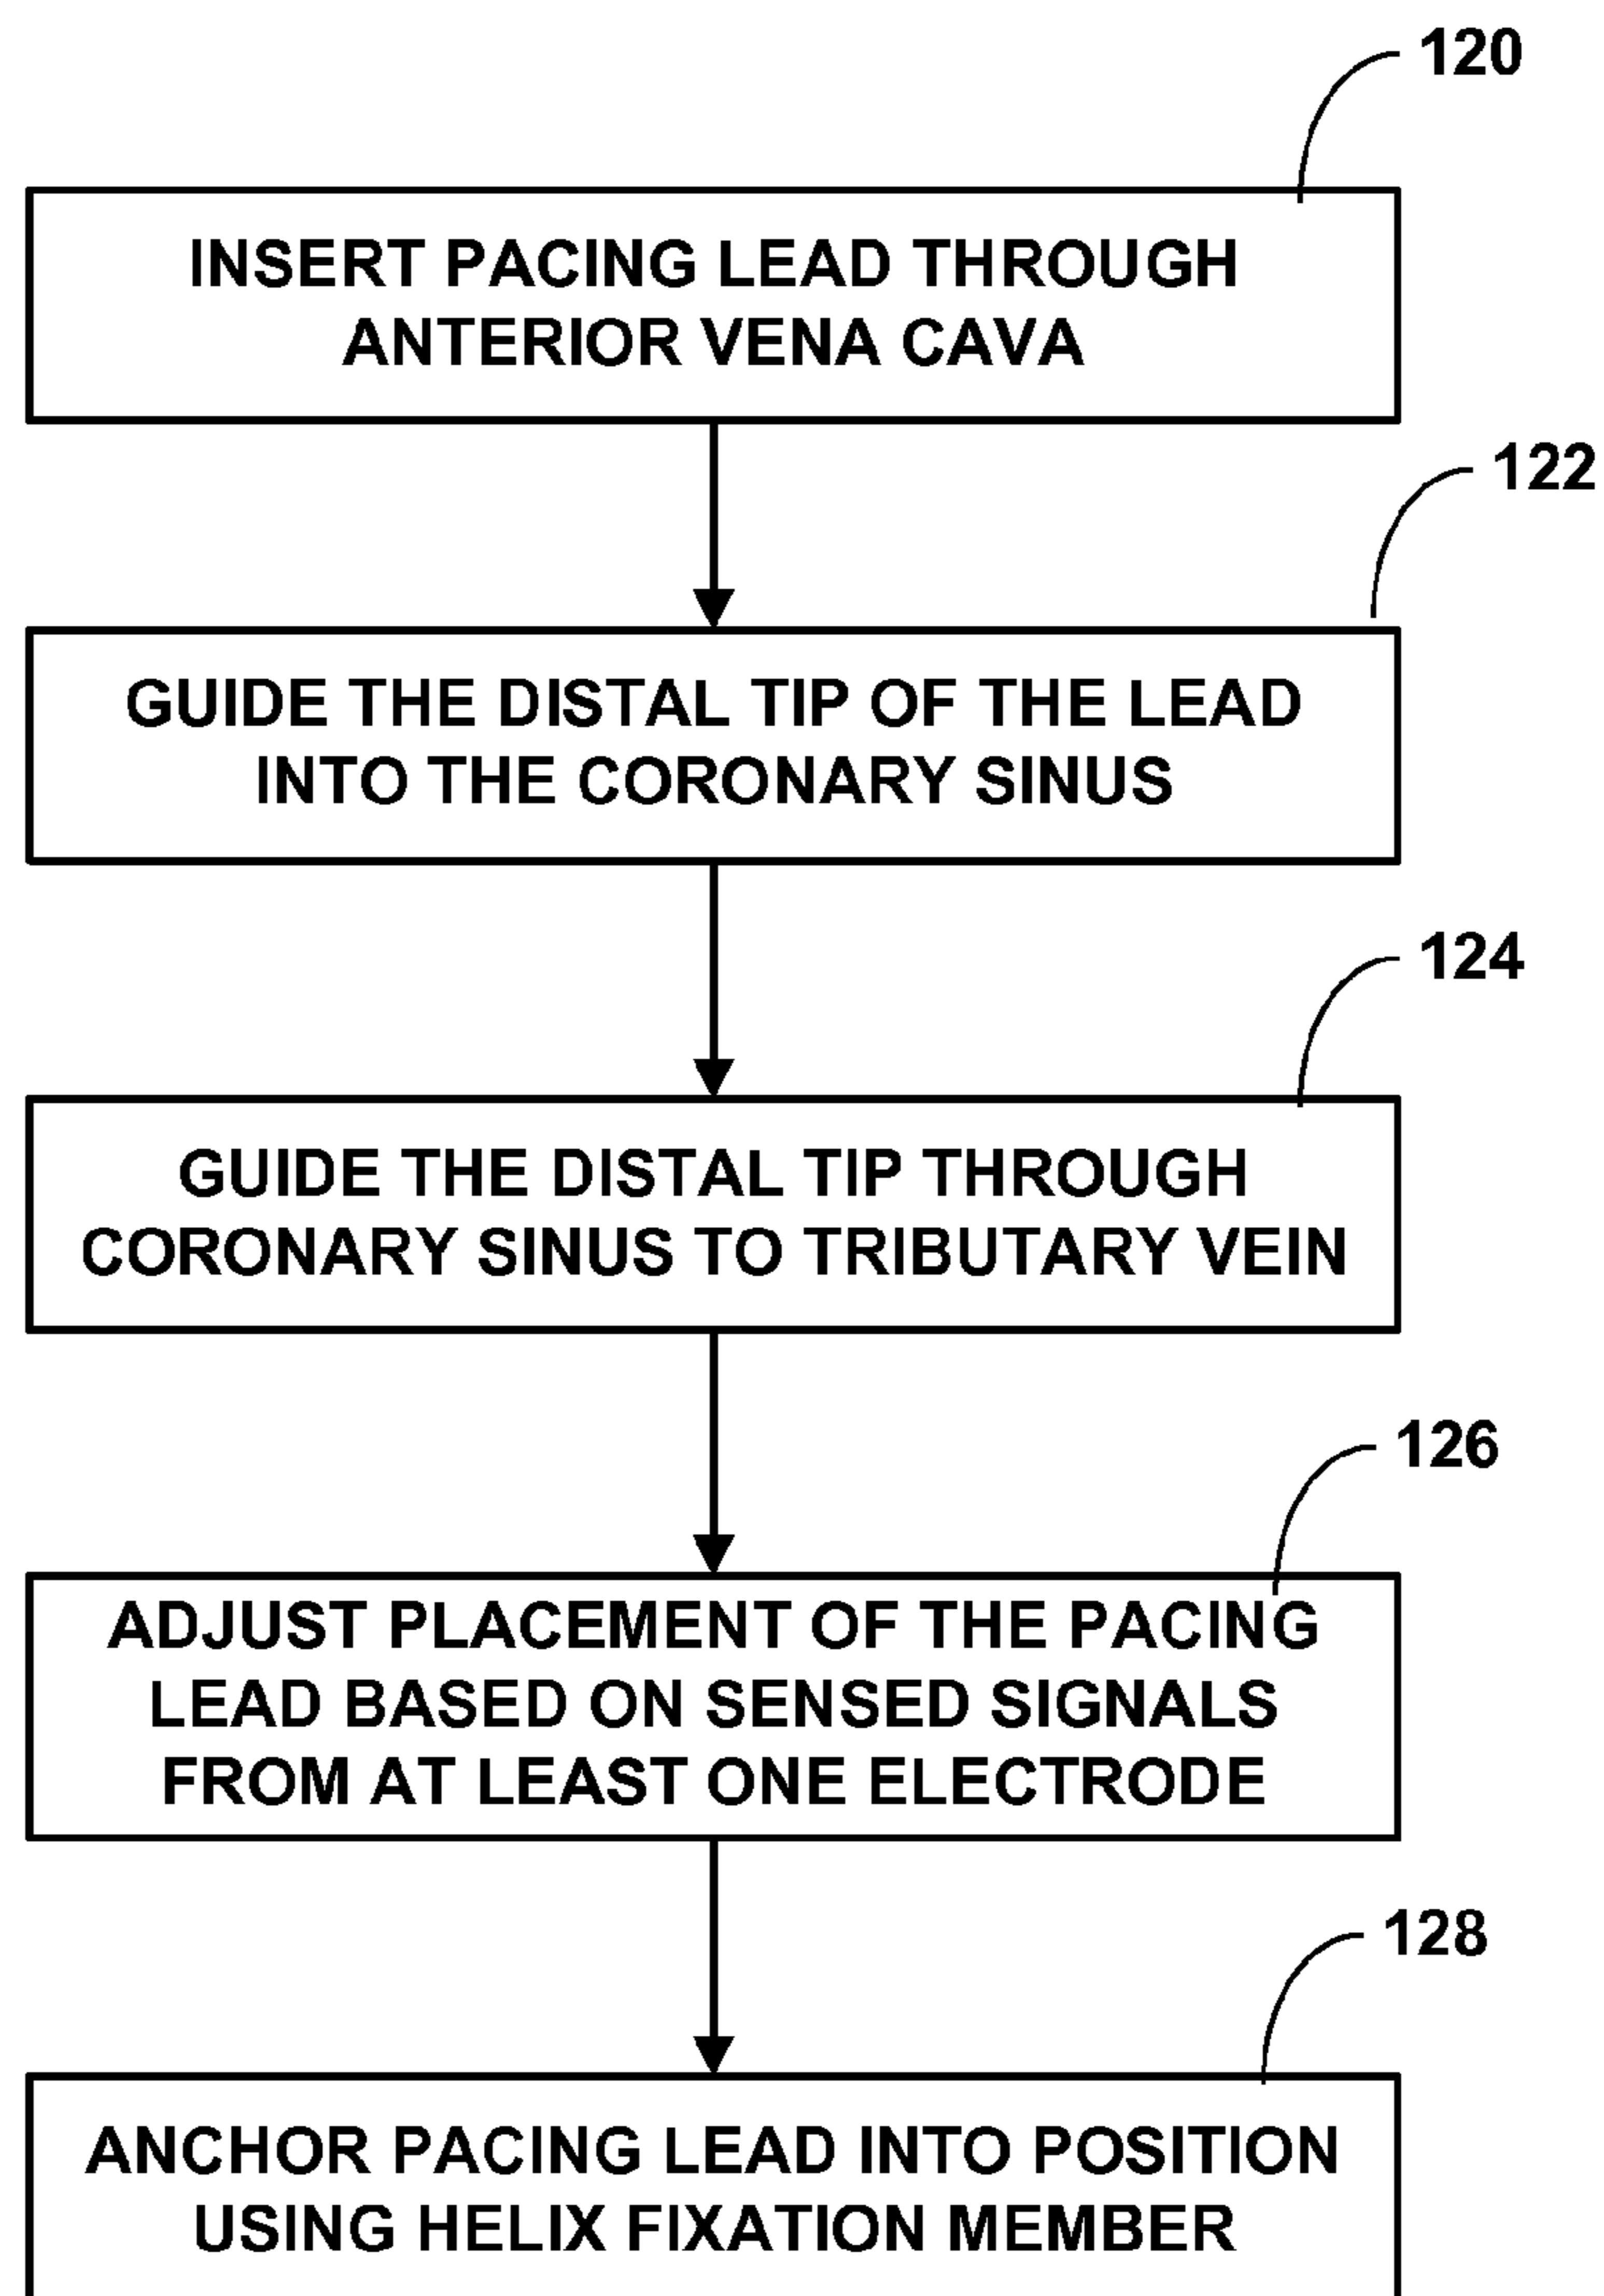 120
INSERT PACING LEAD THROUGH
ANTERIOR VENA CAVA
122
GUIDE THE DISTAL TIP OF THE LEAD
INTO THE CORONARY SINUS
124
GUIDE THE DISTAL TIP THROUGH
CORONARY SINUS TO TRIBUTARY VEIN
126
ADJUST PLACEMENT OF THE PACING
LEAD BASED ON SENSED SIGNALS
FROM AT LEAST ONE ELECTRODE
128
ANCHOR PACING LEAD INTO POSITION
USING HELIX FIXATION MEMBER